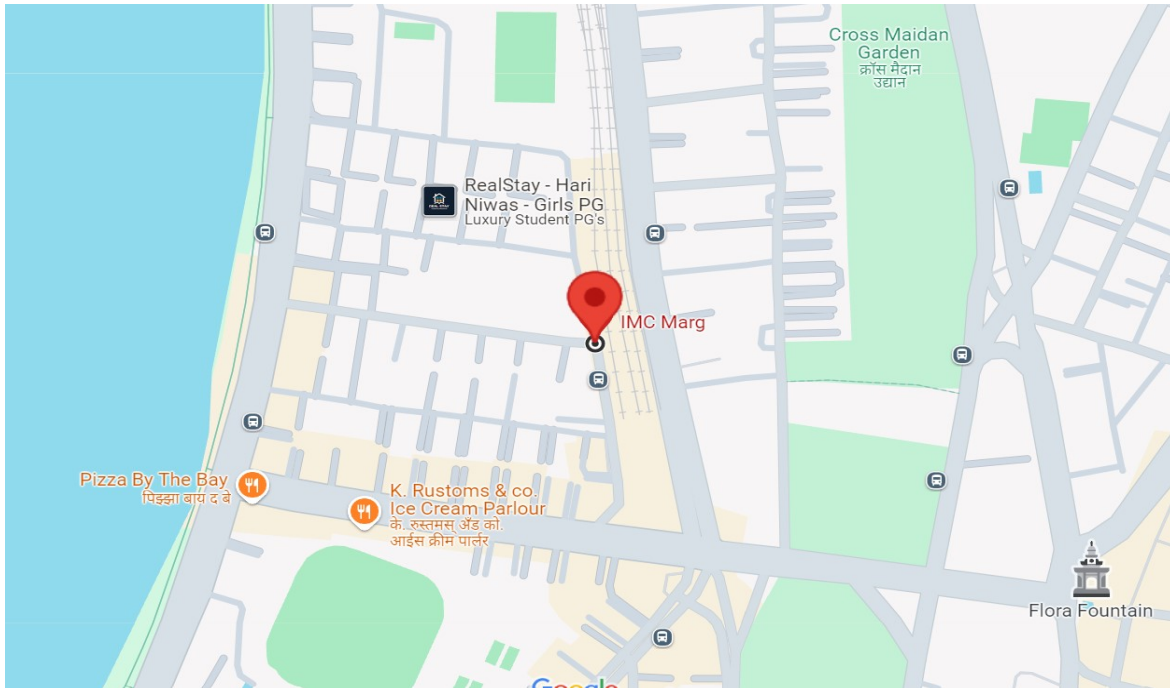 Cross Maidan
Garden
क्रॉस मैदान
उद्यान
RealStay - Hari
Niwas - Girls PG
Luxury Student PG's
IMC Marg
Pizza By The Bay
पिझ्झा बाय द बे
K. Rustoms & co.
Ice Cream Parlour
के. रुस्तमस् अँड को.
आईस क्रीम पार्लर
Flora Fountain
Google